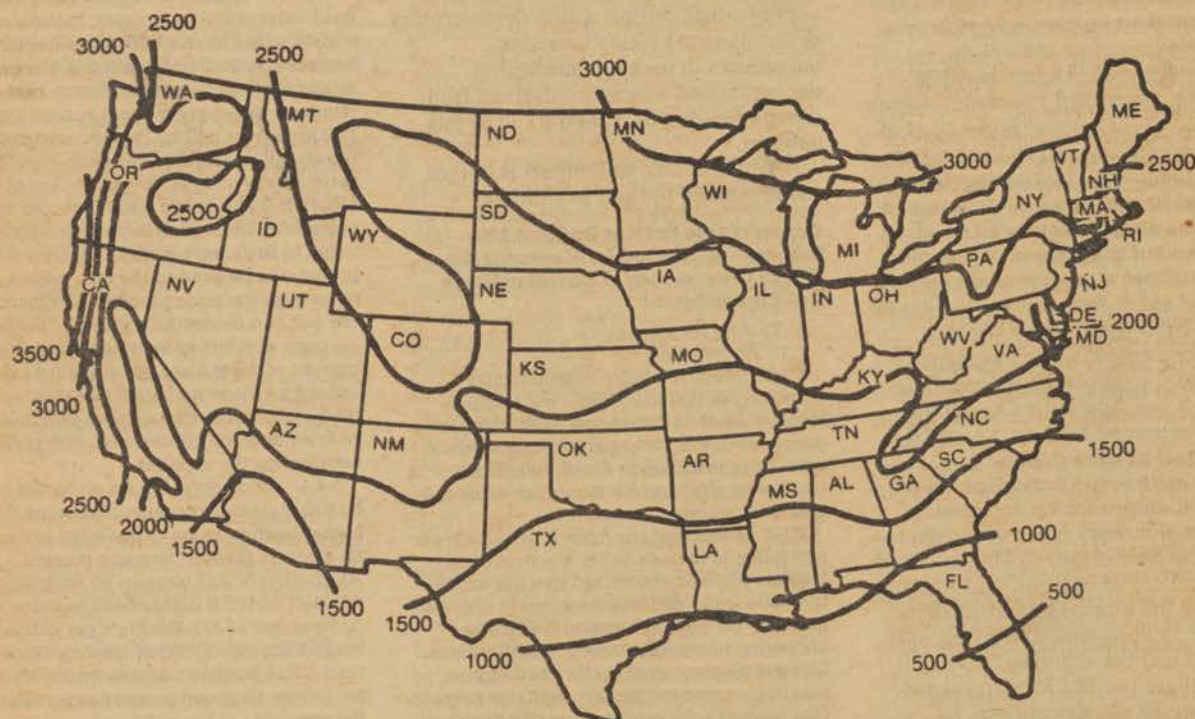 2500
3000
2500
3000
WA
MT
ND
MN
ME
OR
3000
VT
2500
NH
WI
NY
MA
2500
ID
SD
WY
MI
RI
PA
NE
IA
NJ
NV
CA
UT
IL
IN
OH
DE
2000
MD
CO
WV
VA
3500
MO
KS
KY
3000
NC
AZ
NM
TN
OK
AR
1500
SC
2500
MS
AL
GA
2000
1500
TX
LA
1000
1500
FL
500
1500
1000
500